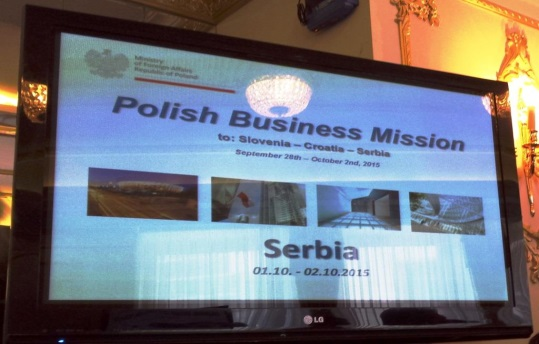 Ministry
of Foreign Affairs
Republic of Poland
Polish Business Mission
to: Slovenia – Croatia – Serbia
September 28th – October 2nd, 2015
Serbia
01.10. - 02.10.2015
LG